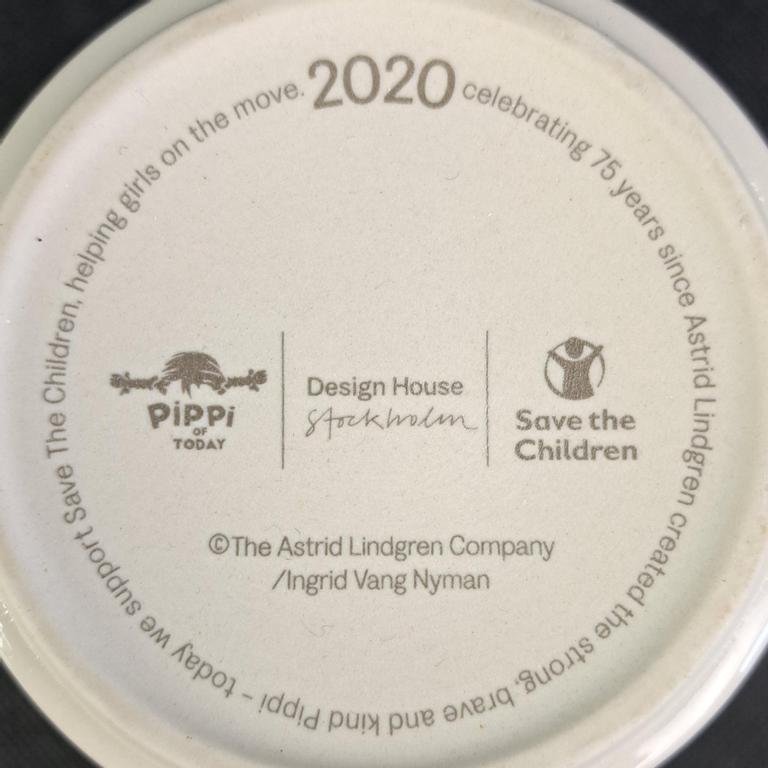 2020 celebrating 75 years since Astrid Lindgren created the strong, brave and kind Pippi - today we support Save The Children, helping girls on the move.
PiPPi
OF
TODAY
Design House
Stockholm
Save the
Children
©The Astrid Lindgren Company
/Ingrid Vang Nyman